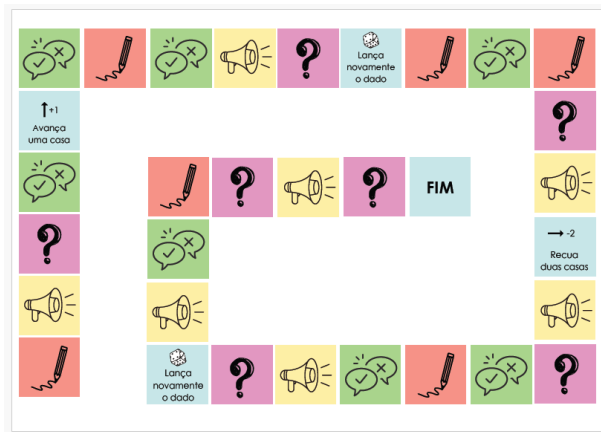 Lança
novamente
o dado
+1
Avança
uma casa
FIM
-2
Recua
duas casas
Lança
novamente
o dado